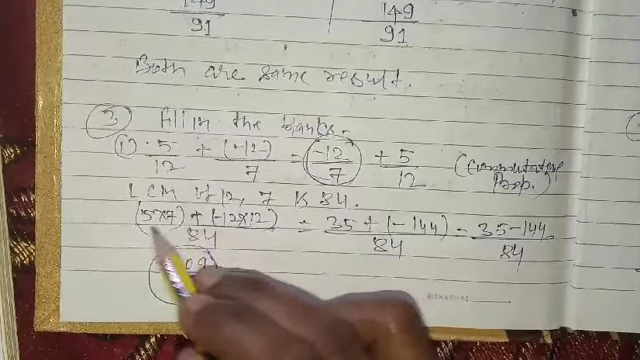 149 149
91 91
Both are same result.
③ Fill in the blanks.
1) 5/12 + (-12)/7 = -12/7 + 5/12 (Commutative Prop.)
LCM of 12, 7 is 84.
(5×7) + (-12×12) / 84 = 35 + (-144) / 84 = 35-144 / 84
09